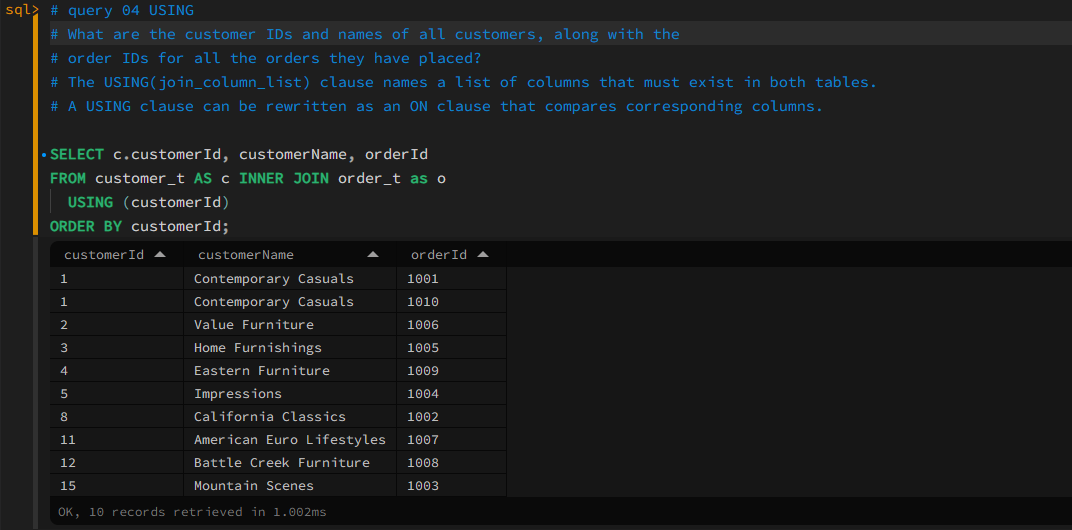 sql> # query 04 USING
# What are the customer IDs and names of all customers, along with the
# order IDs for all the orders they have placed?
# The USING(join_column_list) clause names a list of columns that must exist in both tables.
# A USING clause can be rewritten as an ON clause that compares corresponding columns.
SELECT c.customerId, customerName, orderId
FROM customer_t AS c INNER JOIN order_t as o
USING (customerId)
ORDER BY customerId;
customerId customerName orderId
1 Contemporary Casuals 1001
1 Contemporary Casuals 1010
2 Value Furniture 1006
3 Home Furnishings 1005
4 Eastern Furniture 1009
5 Impressions 1004
8 California Classics 1002
11 American Euro Lifestyles 1007
12 Battle Creek Furniture 1008
15 Mountain Scenes 1003
OK, 10 records retrieved in 1.002ms